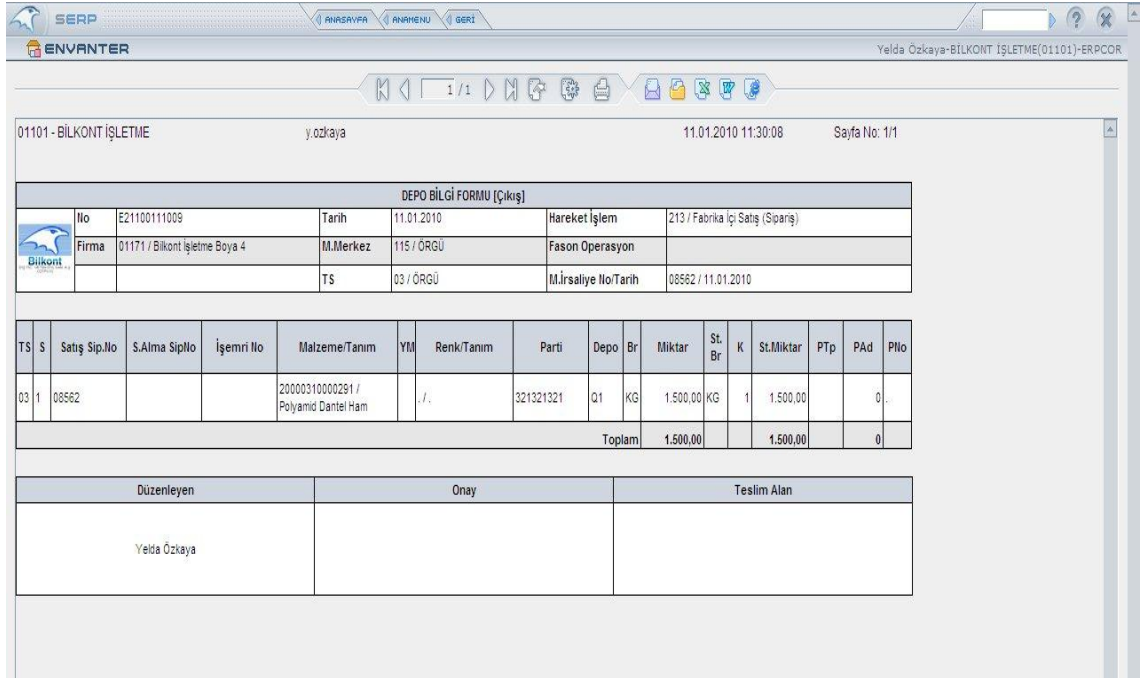 SERP
ANASAYFA ANAMENU GERİ
ENVANTER
Yelda Özkaya-BİLKONT İŞLETME(01101)-ERPCOR
1 /1
01101 - BİLKONT İŞLETME y.ozkaya 11.01.2010 11:30:08 Sayfa No: 1/1
DEPO BİLGİ FORMU [Çıkış]
No E21100111009 Tarih 11.01.2010 Hareket İşlem 213 / Fabrika İçi Satış (Sipariş)
Bilkont
Firma 01171 / Bilkont İşletme Boya 4 M.Merkez 115 / ÖRGÜ Fason Operasyon
TS 03 / ÖRGÜ M.İrsaliye No/Tarih 08562 / 11.01.2010
TS S Satış Sip.No S.Alma SipNo İşemri No Malzeme/Tanım YM Renk/Tanım Parti Depo Br Miktar St. Br K St.Miktar PTp PAd PNo
03 1 08562 20000310000291 / Polyamid Dantel Ham . / . 321321321 Q1 KG 1.500,00 KG 1 1.500,00 0 .
Toplam 1.500,00 1.500,00 0
Düzenleyen Onay Teslim Alan
Yelda Özkaya